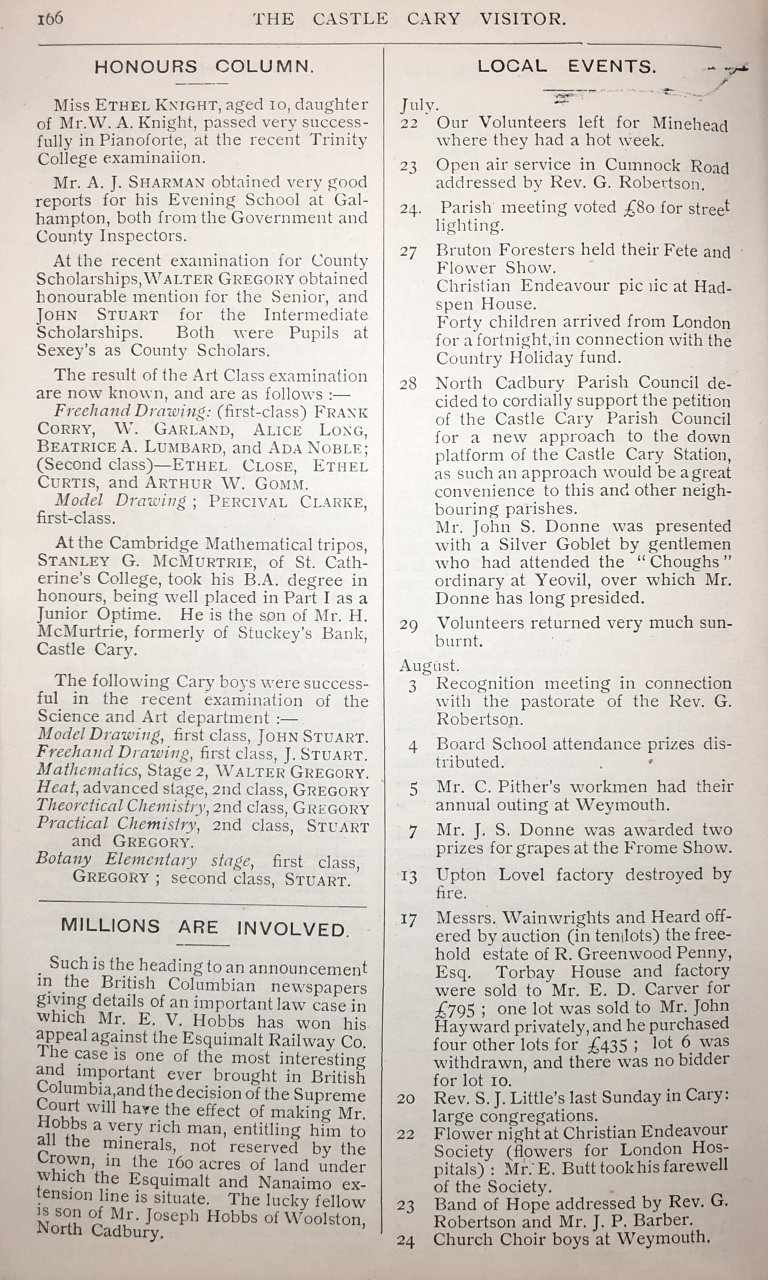 166 THE CASTLE CARY VISITOR.
HONOURS COLUMN.
Miss ETHEL KNIGHT, aged 10, daughter
of Mr.W. A. Knight, passed very success-
fully in Pianoforte, at the recent Trinity
College examinaiion.
Mr. A. J. SHARMAN obtained very good
reports for his Evening School at Gal-
hampton, both from the Government and
County Inspectors.
At the recent examination for County
Scholarships,WALTER GREGORY obtained
honourable mention for the Senior, and
JOHN STUART for the Intermediate
Scholarships. Both were Pupils at
Sexey's as County Scholars.
The result of the Art Class examination
are now known, and are as follows :—
Freehand Drawing: (first-class) FRANK
CORRY, W. GARLAND, ALICE LONG,
BEATRICE A. LUMBARD, and ADA NOBLE;
(Second class)—ETHEL CLOSE, ETHEL
CURTIS, and ARTHUR W. GOMM.
Model Drawing ; PERCIVAL CLARKE,
first-class.
At the Cambridge Mathematical tripos,
STANLEY G. MCMURTRIE, of St. Cath-
erine's College, took his B.A. degree in
honours, being well placed in Part I as a
Junior Optime. He is the son of Mr. H.
McMurtrie, formerly of Stuckey's Bank,
Castle Cary.
The following Cary boys were success-
ful in the recent examination of the
Science and Art department :—
Model Drawing, first class, JOHN STUART.
Freehand Drawing, first class, J. STUART.
Mathematics, Stage 2, WALTER GREGORY.
Heat, advanced stage, 2nd class, GREGORY
Theorctical Chemistry, 2nd class, GREGORY
Practical Chemistry, 2nd class, STUART
and GREGORY.
Botany Elementary stage, first class,
GREGORY ; second class, STUART.
MILLIONS ARE INVOLVED.
Such is the heading to an announcement
in the British Columbian newspapers
giving details of an important law case in
which Mr. E. V. Hobbs has won his
appeal against the Esquimalt Railway Co.
The case is one of the most interesting
and important ever brought in British
Columbia,and the decision of the Supreme
Court will have the effect of making Mr.
Hobbs a very rich man, entitling him to
all the minerals, not reserved by the
Crown, in the 160 acres of land under
which the Esquimalt and Nanaimo ex-
tension line is situate. The lucky fellow
is son of Mr. Joseph Hobbs of Woolston,
North Cadbury.
LOCAL EVENTS.
July.
22 Our Volunteers left for Minehead
where they had a hot week.
23 Open air service in Cumnock Road
addressed by Rev. G. Robertson.
24. Parish meeting voted £80 for street
lighting.
27 Bruton Foresters held their Fete and
Flower Show.
Christian Endeavour pic nic at Had-
spen House.
Forty children arrived from London
for a fortnight, in connection with the
Country Holiday fund.
28 North Cadbury Parish Council de-
cided to cordially support the petition
of the Castle Cary Parish Council
for a new approach to the down
platform of the Castle Cary Station,
as such an approach would be a great
convenience to this and other neigh-
bouring parishes.
Mr. John S. Donne was presented
with a Silver Goblet by gentlemen
who had attended the "Choughs"
ordinary at Yeovil, over which Mr.
Donne has long presided.
29 Volunteers returned very much sun-
burnt.
August.
3 Recognition meeting in connection
with the pastorate of the Rev. G.
Robertson.
4 Board School attendance prizes dis-
tributed.
5 Mr. C. Pither's workmen had their
annual outing at Weymouth.
7 Mr. J. S. Donne was awarded two
prizes for grapes at the Frome Show.
13 Upton Lovel factory destroyed by
fire.
17 Messrs. Wainwrights and Heard off-
ered by auction (in ten lots) the free-
hold estate of R. Greenwood Penny,
Esq. Torbay House and factory
were sold to Mr. E. D. Carver for
£795 ; one lot was sold to Mr. John
Hayward privately, and he purchased
four other lots for £435 ; lot 6 was
withdrawn, and there was no bidder
for lot 10.
20 Rev. S. J. Little's last Sunday in Cary:
large congregations.
22 Flower night at Christian Endeavour
Society (flowers for London Hos-
pitals) : Mr. E. Butt took his farewell
of the Society.
23 Band of Hope addressed by Rev. G.
Robertson and Mr. J. P. Barber.
24 Church Choir boys at Weymouth.